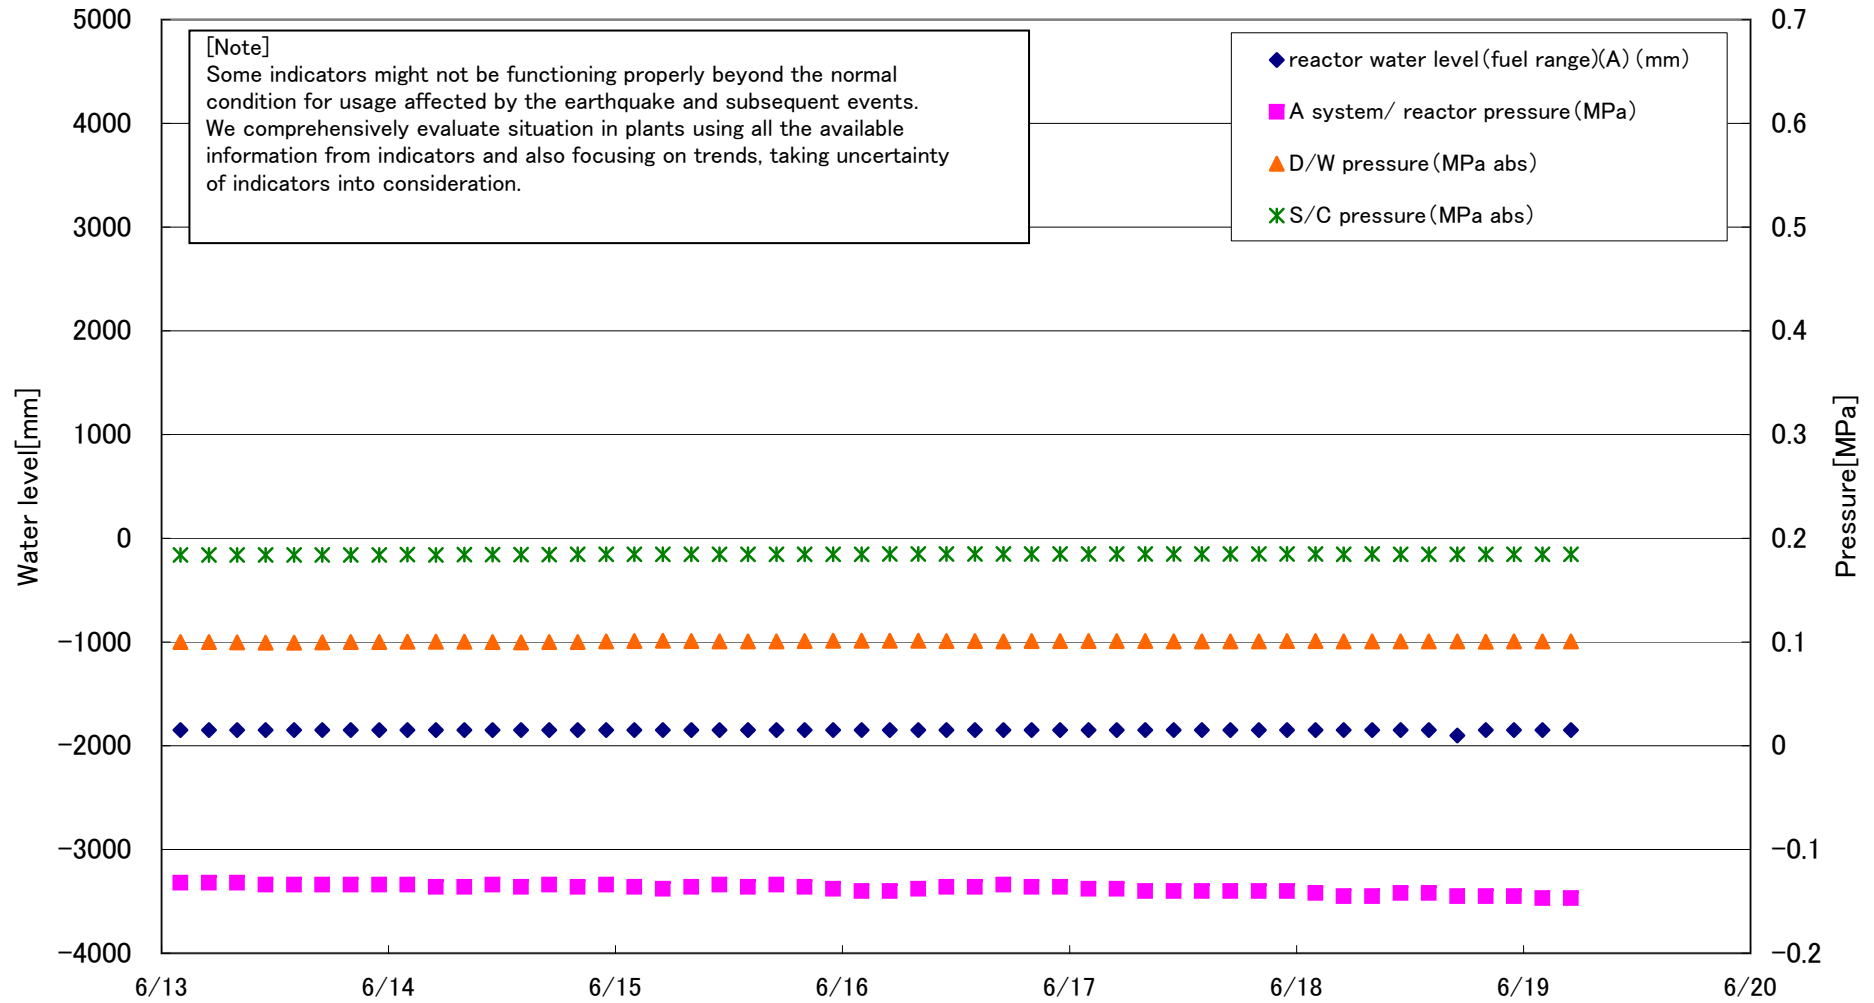 5000
4000
3000
2000
1000
0
-1000
-2000
-3000
-4000
Water level[mm]
[Note]
Some indicators might not be functioning properly beyond the normal
condition for usage affected by the earthquake and subsequent events.
We comprehensively evaluate situation in plants using all the available
information from indicators and also focusing on trends, taking uncertainty
of indicators into consideration.
reactor water level(fuel range)(A) (mm)
A system/ reactor pressure(MPa)
D/W pressure(MPa abs)
S/C pressure(MPa abs)
0.7
0.6
0.5
0.4
0.3
0.2
0.1
0
-0.1
-0.2
Pressure[MPa]
6/13 6/14 6/15 6/16 6/17 6/18 6/19 6/20